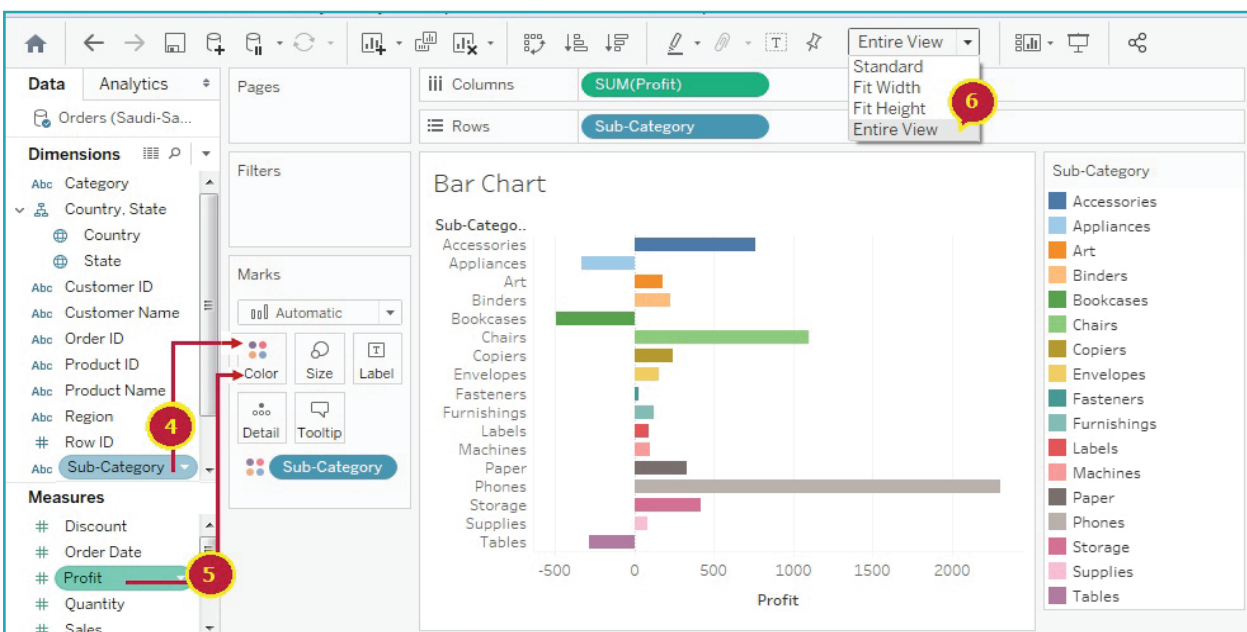 Entire View
Standard
Fit Width
Fit Height
Entire View
6
Data Analytics
Orders (Saudi-Sa...
Dimensions
Abc Category
Country, State
Country
State
Abc Customer ID
Abc Customer Name
Abc Order ID
Abc Product ID
Abc Product Name
Abc Region
# Row ID
Abc Sub-Category
4
Measures
# Discount
# Order Date
# Profit
5
# Quantity
# Sales
Pages
Filters
Marks
Automatic
Color Size Label
Detail Tooltip
Sub-Category
Columns SUM(Profit)
Rows Sub-Category
Bar Chart
Sub-Catego..
Accessories
Appliances
Art
Binders
Bookcases
Chairs
Copiers
Envelopes
Fasteners
Furnishings
Labels
Machines
Paper
Phones
Storage
Supplies
Tables
-500 0 500 1000 1500 2000
Profit
Sub-Category
Accessories
Appliances
Art
Binders
Bookcases
Chairs
Copiers
Envelopes
Fasteners
Furnishings
Labels
Machines
Paper
Phones
Storage
Supplies
Tables